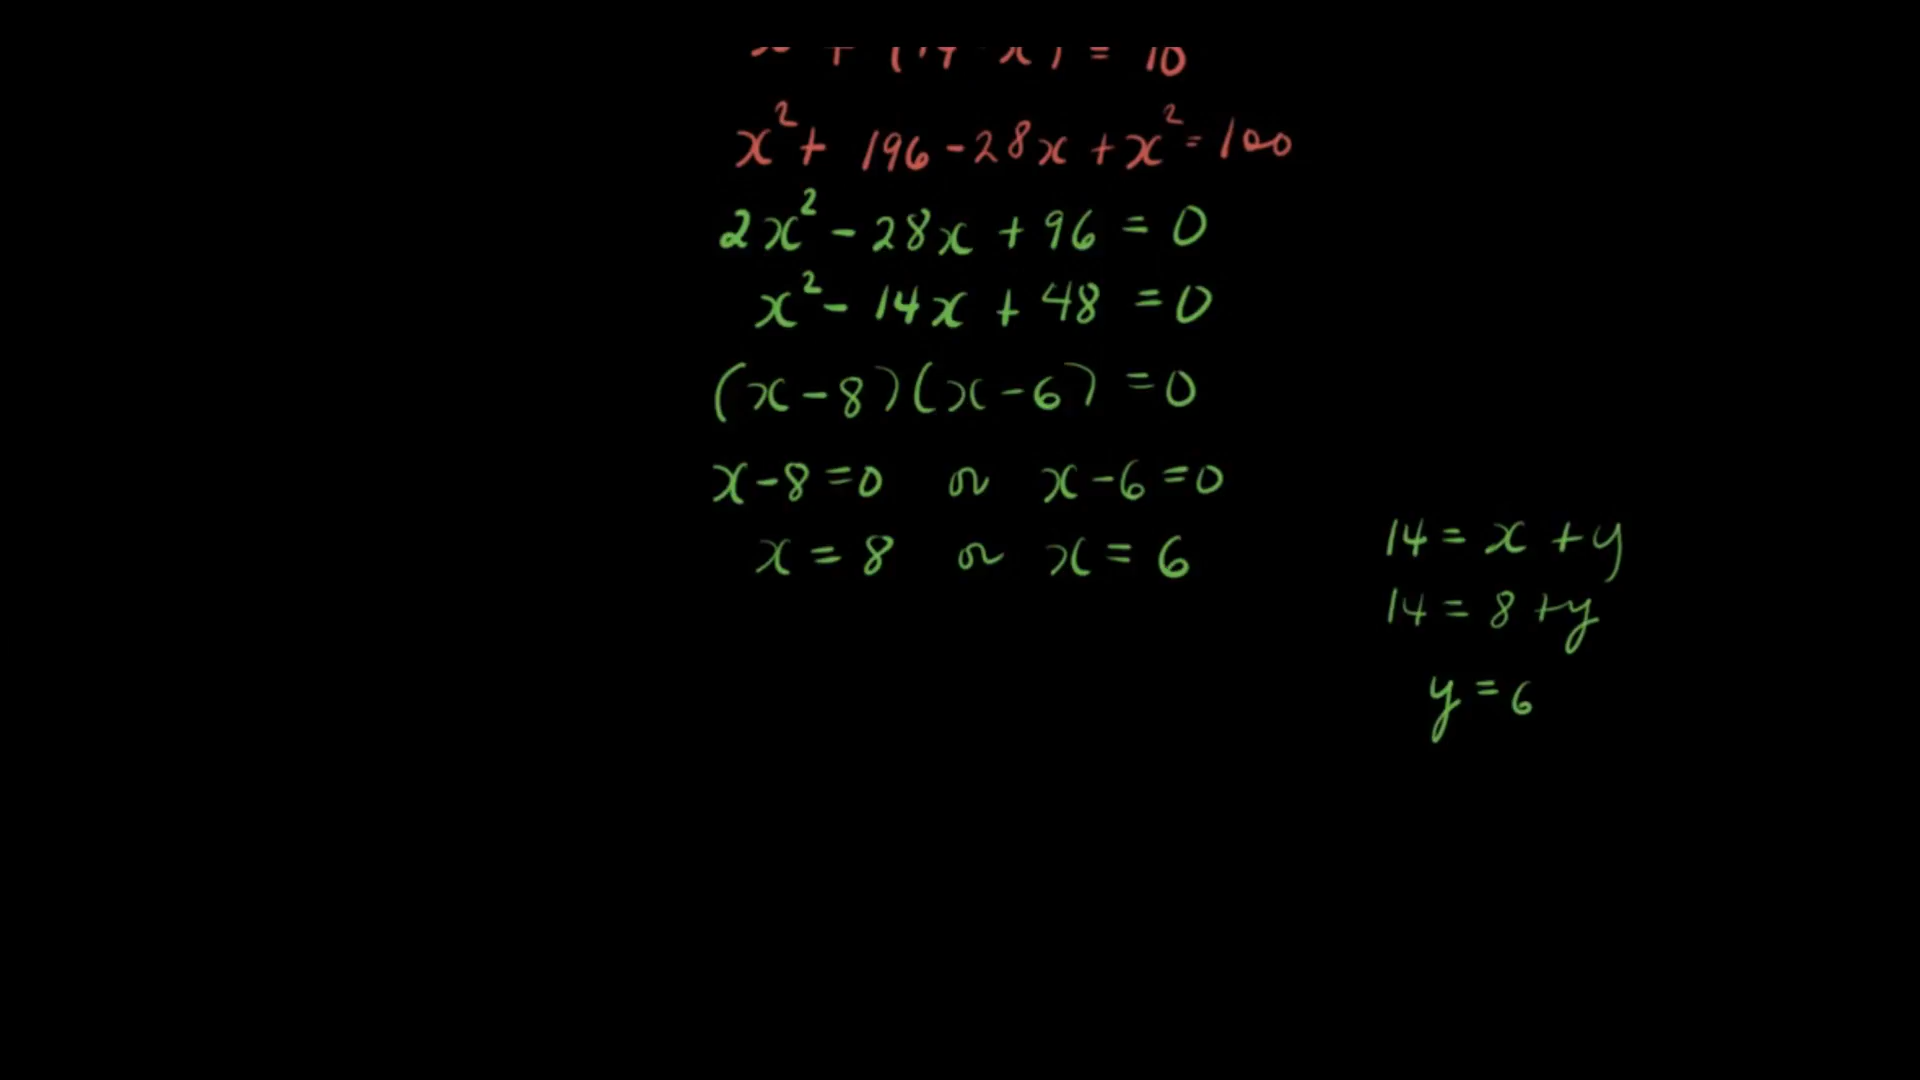 x² + 196 - 28x + x² = 100
2x² - 28x + 96 = 0
x² - 14x + 48 = 0
(x - 8)(x - 6) = 0
x - 8 = 0 or x - 6 = 0
x = 8 or x = 6
14 = x + y
14 = 8 + y
y = 6